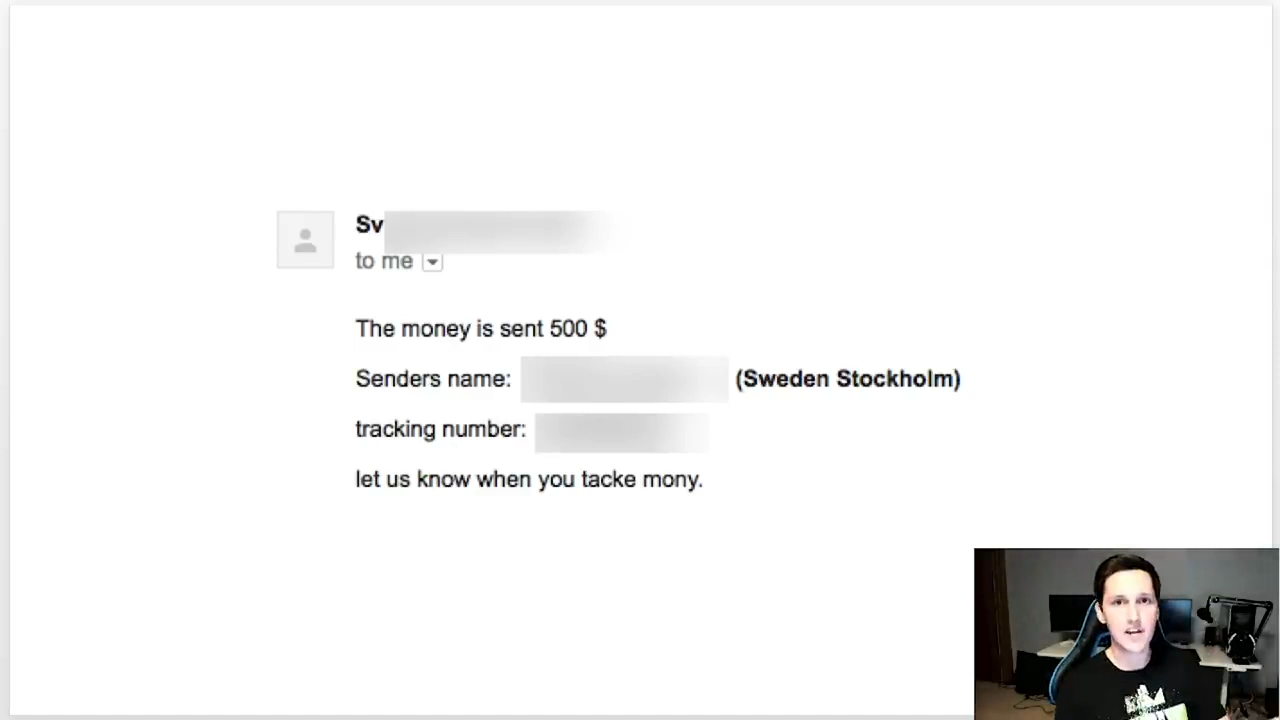 Sv
to me
The money is sent 500 $
Senders name: (Sweden Stockholm)
tracking number:
let us know when you tacke mony.